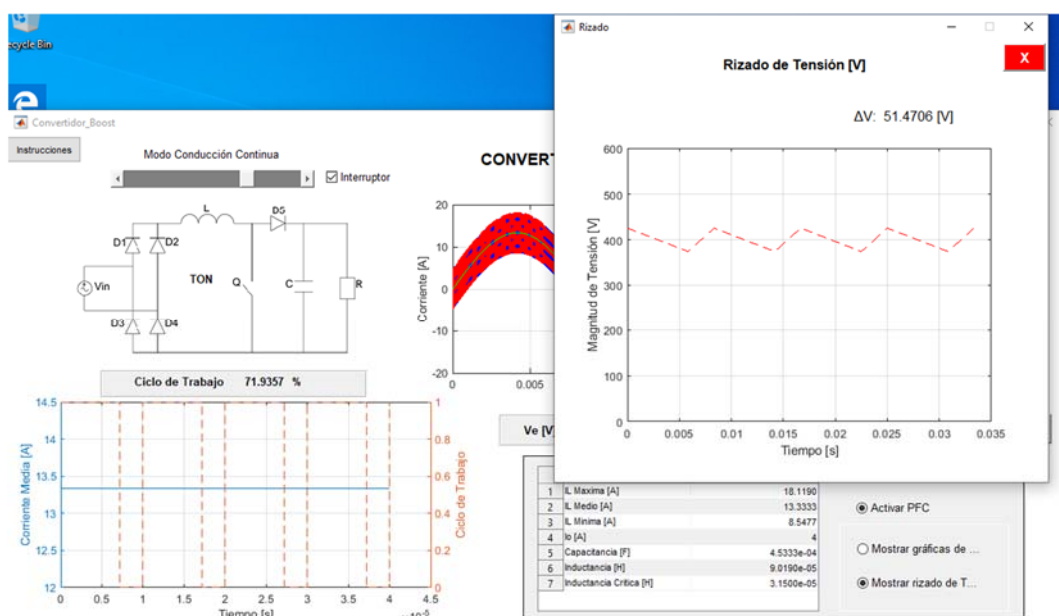 ecycle Bin
Convertidor_Boost
Instrucciones
Modo Conducción Continua
Interruptor
L
D5
D1
D2
Vin
TON
Q
C
R
D3
D4
Ciclo de Trabajo 71.9357 %
Corriente Media [A]
14.5
14
13.5
13
12.5
12
0
0.5
1
1.5
2
2.5
3
3.5
4
4.5
Tiempo [s]
Ciclo de Trabajo
1
0.8
0.6
0.4
0.2
0
CONVERT
Corriente [A]
20
10
0
-10
-20
0
0.005
Ve [V]
1 IL Maxima [A] 18.1190
2 IL Medio [A] 13.3333
3 IL Minima [A] 8.5477
4 Io [A] 4
5 Capacitancia [F] 4.5333e-04
6 Inductancia [H] 9.0190e-05
7 Inductancia Critica [H] 3.1500e-05
Activar PFC
Mostrar gráficas de ...
Mostrar rizado de T...
Rizado
X
Rizado de Tensión [V]
ΔV: 51.4706 [V]
Magnitud de Tensión [V]
600
500
400
300
200
100
0
0
0.005
0.01
0.015
0.02
0.025
0.03
0.035
Tiempo [s]